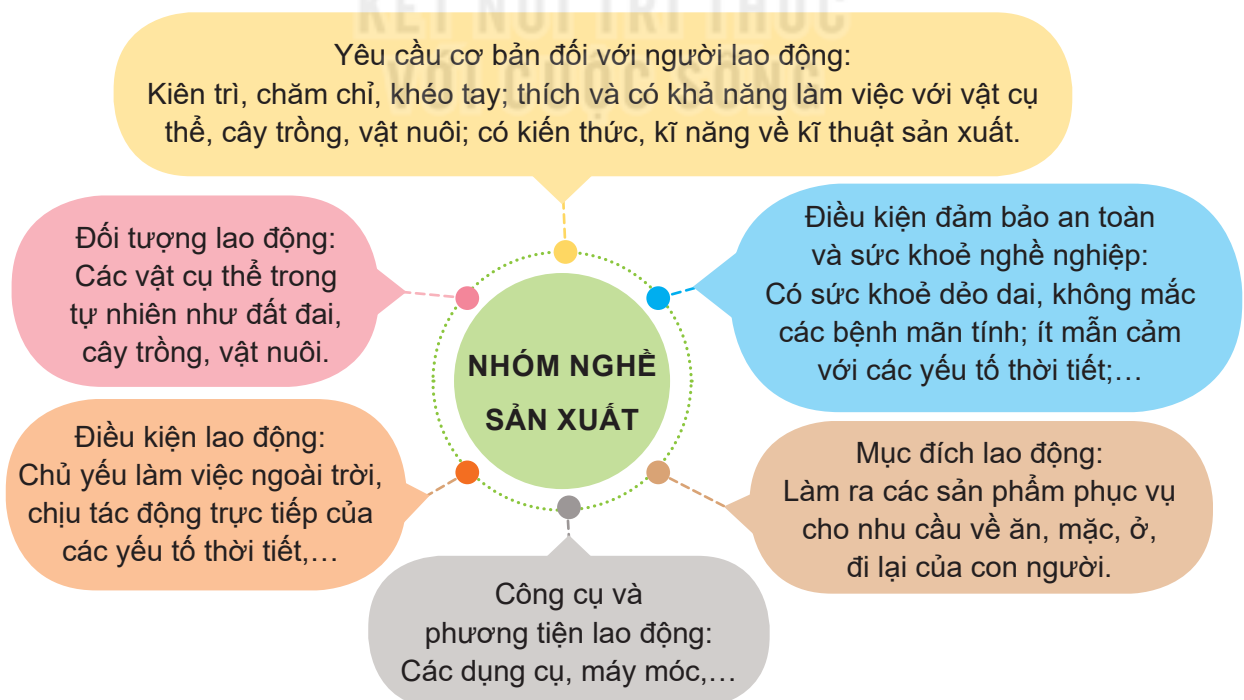 KẾT NỐI TRI THỨC
VỚI CUỘC SỐNG
Yêu cầu cơ bản đối với người lao động:
Kiên trì, chăm chỉ, khéo tay; thích và có khả năng làm việc với vật cụ
thể, cây trồng, vật nuôi; có kiến thức, kĩ năng về kĩ thuật sản xuất.
Đối tượng lao động:
Các vật cụ thể trong
tự nhiên như đất đai,
cây trồng, vật nuôi.
Điều kiện đảm bảo an toàn
và sức khoẻ nghề nghiệp:
Có sức khoẻ dẻo dai, không mắc
các bệnh mãn tính; ít mẫn cảm
với các yếu tố thời tiết;…
NHÓM NGHỀ
SẢN XUẤT
Điều kiện lao động:
Chủ yếu làm việc ngoài trời,
chịu tác động trực tiếp của
các yếu tố thời tiết,…
Mục đích lao động:
Làm ra các sản phẩm phục vụ
cho nhu cầu về ăn, mặc, ở,
đi lại của con người.
Công cụ và
phương tiện lao động:
Các dụng cụ, máy móc,…